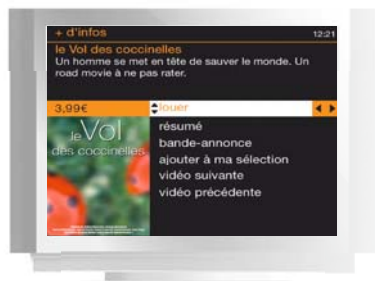 + d'infos 12:21
le Vol des coccinelles
Un homme se met en tête de sauver le monde. Un
road movie à ne pas rater.
3,99€ louer
le Vol
des coccinelles
résumé
bande-annonce
ajouter à ma sélection
vidéo suivante
vidéo précédente